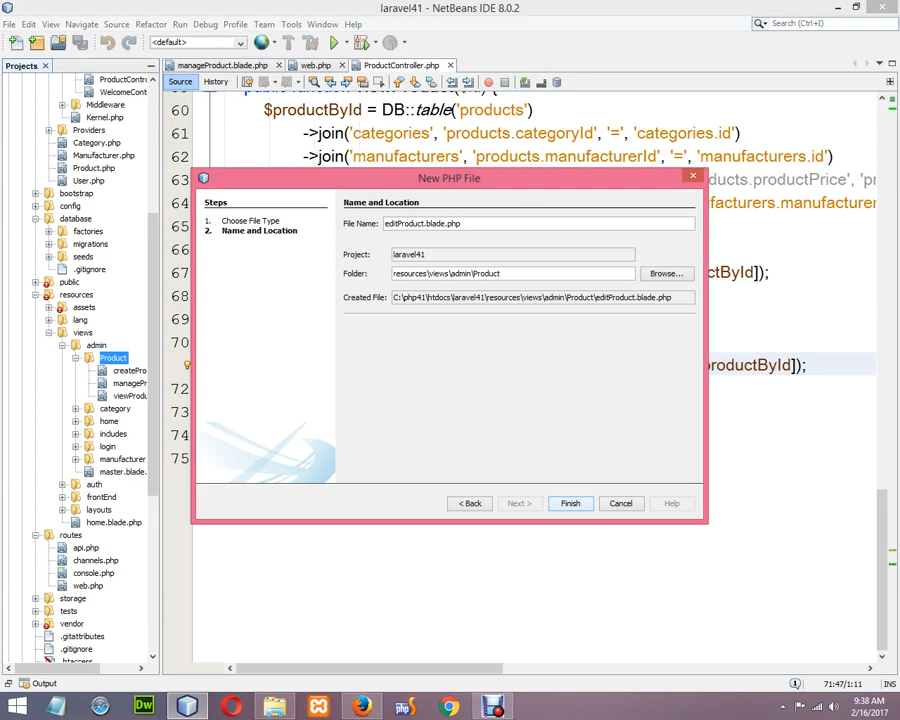 laravel41 - NetBeans IDE 8.0.2
File Edit View Navigate Source Refactor Run Debug Profile Team Tools Window Help
Search (Ctrl+I)
<default>
Projects
manageProduct.blade.php
web.php
ProductController.php
Source
History
ProductContr
WelcomeCont
Middleware
Kernel.php
Providers
Category.php
Manufacturer.php
Product.php
User.php
bootstrap
config
database
factories
migrations
seeds
.gitignore
public
resources
assets
lang
views
admin
Product
createPro
managePr
viewProdu
category
home
includes
login
manufacturer
master.blade.
auth
frontEnd
layouts
home.blade.php
routes
api.php
channels.php
console.php
web.php
storage
tests
vendor
.gitattributes
.gitignore
.htaccess
60 $productById = DB::table('products')
61 ->join('categories', 'products.categoryId', '=', 'categories.id')
62 ->join('manufacturers', 'products.manufacturerId', '=', 'manufacturers.id')
63 ducts.productPrice', 'pr
64 ufacturers.manufacturer
65
66
67 ctById]);
68
69
70
productById]);
72
73
74
75
New PHP File
Steps
1. Choose File Type
2. Name and Location
Name and Location
File Name: editProduct.blade.php
Project: laravel41
Folder: resources\views\admin\Product
Browse...
Created File: C:\php41\htdocs\laravel41\resources\views\admin\Product\editProduct.blade.php
< Back
Next >
Finish
Cancel
Help
Output
71:47/1:11
INS
Dw
php
9:38 AM
2/16/2017